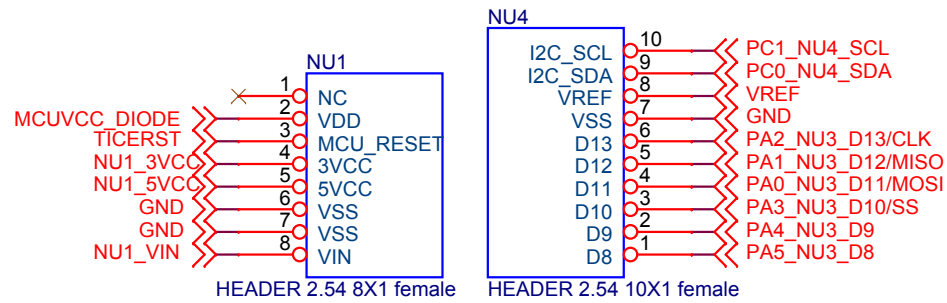 NU1
1 NC
MCUVCC_DIODE 2 VDD
TICERST 3 MCU_RESET
NU1_3VCC 4 3VCC
NU1_5VCC 5 5VCC
GND 6 VSS
GND 7 VSS
NU1_VIN 8 VIN
HEADER 2.54 8X1 female
NU4
I2C_SCL 10 PC1_NU4_SCL
I2C_SDA 9 PC0_NU4_SDA
VREF 8 VREF
VSS 7 GND
D13 6 PA2_NU3_D13/CLK
D12 5 PA1_NU3_D12/MISO
D11 4 PA0_NU3_D11/MOSI
D10 3 PA3_NU3_D10/SS
D9 2 PA4_NU3_D9
D8 1 PA5_NU3_D8
HEADER 2.54 10X1 female